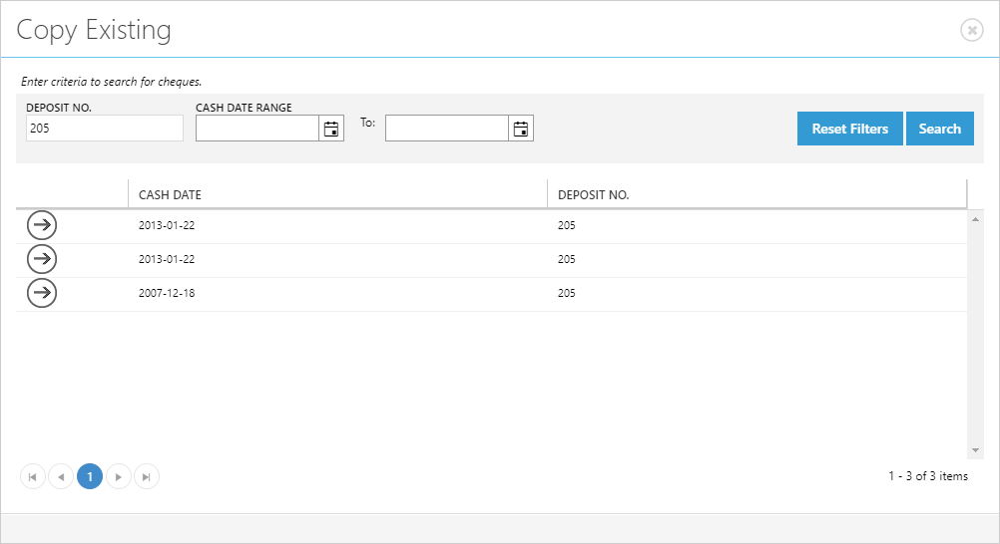 Copy Existing
Enter criteria to search for cheques.
DEPOSIT NO. CASH DATE RANGE
205 To: Reset Filters Search
CASH DATE DEPOSIT NO.
2013-01-22 205
2013-01-22 205
2007-12-18 205
1 1 - 3 of 3 items